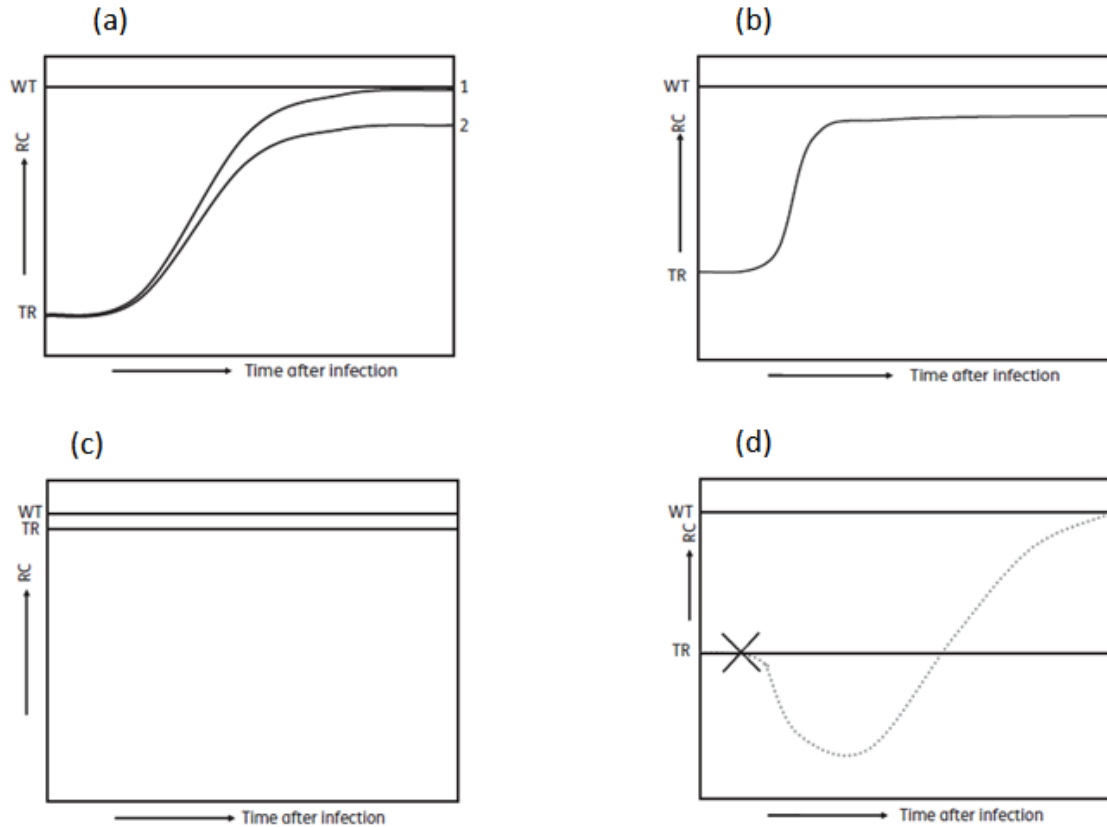 (a)
WT
1
RC
2
TR
Time after infection
(b)
WT
RC
TR
Time after infection
(c)
WT
TR
RC
Time after infection
(d)
WT
RC
TR
Time after infection